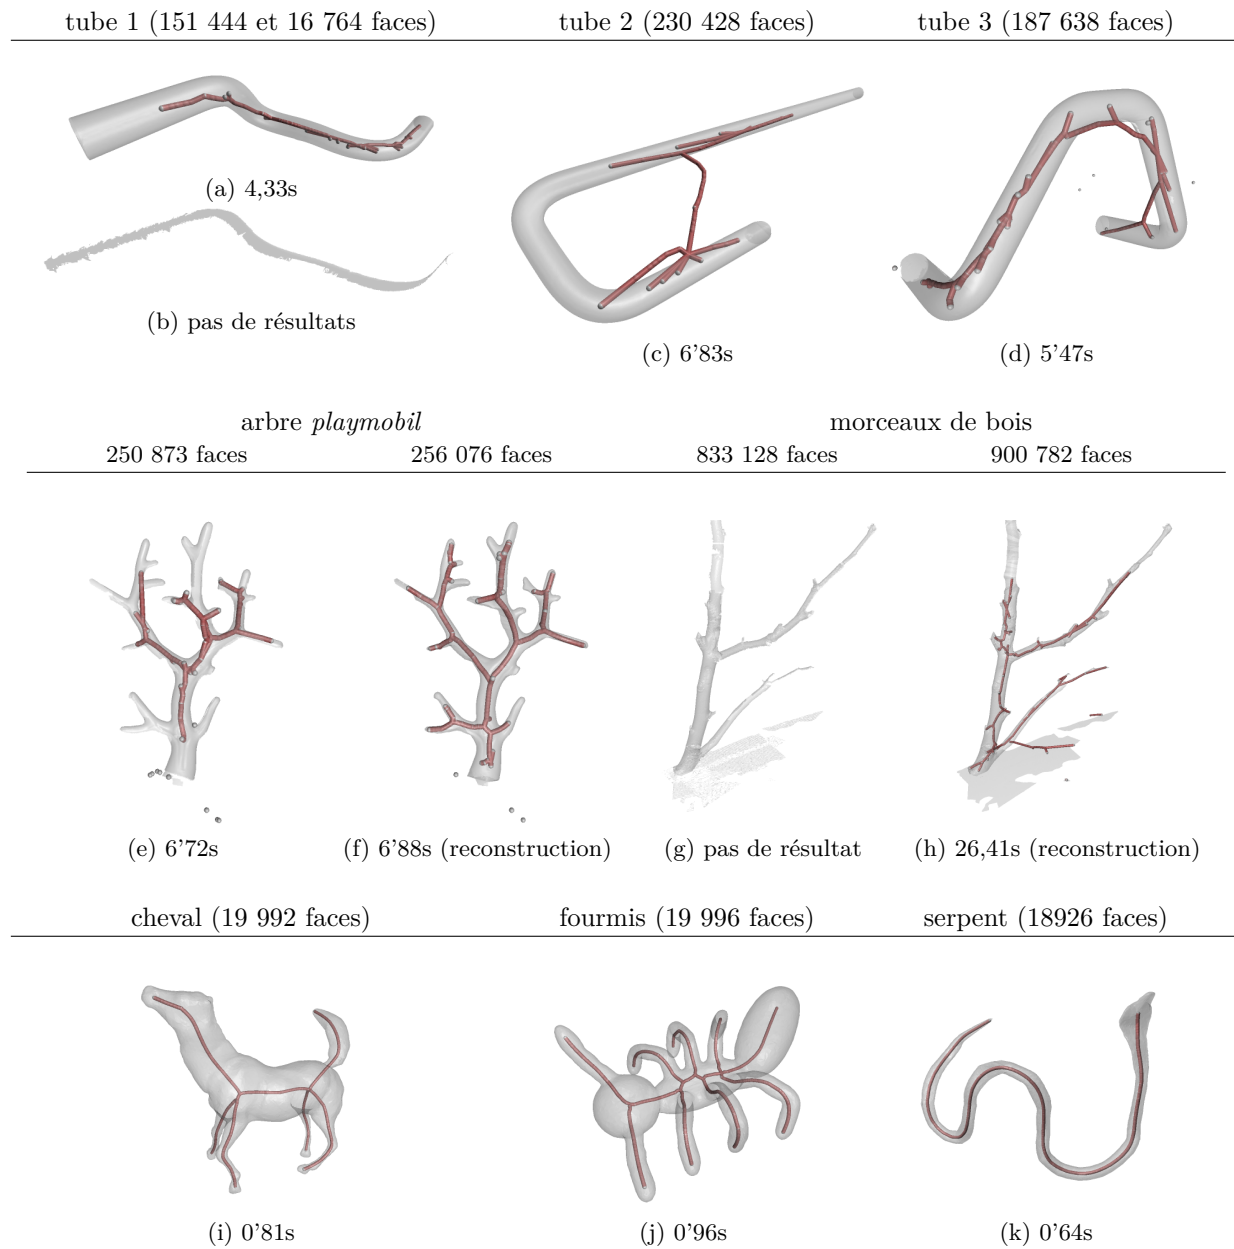 tube 1 (151 444 et 16 764 faces)
tube 2 (230 428 faces)
tube 3 (187 638 faces)
(a) 4,33s
(b) pas de résultats
(c) 6'83s
(d) 5'47s
arbre playmobil
morceaux de bois
250 873 faces
256 076 faces
833 128 faces
900 782 faces
(e) 6'72s
(f) 6'88s (reconstruction)
(g) pas de résultat
(h) 26,41s (reconstruction)
cheval (19 992 faces)
fourmis (19 996 faces)
serpent (18926 faces)
(i) 0'81s
(j) 0'96s
(k) 0'64s